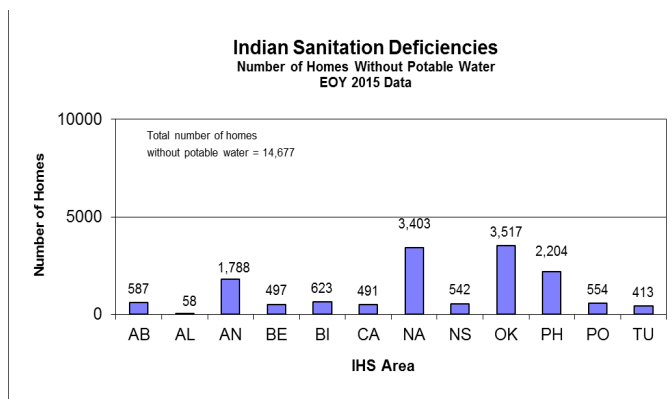 Indian Sanitation Deficiencies
Number of Homes Without Potable Water
EOY 2015 Data
10000
Total number of homes
without potable water = 14,677
Number of Homes
5000
0
587
58
1,788
497
623
491
3,403
542
3,517
2,204
554
413
AB AL AN BE BI CA NA NS OK PH PO TU
IHS Area